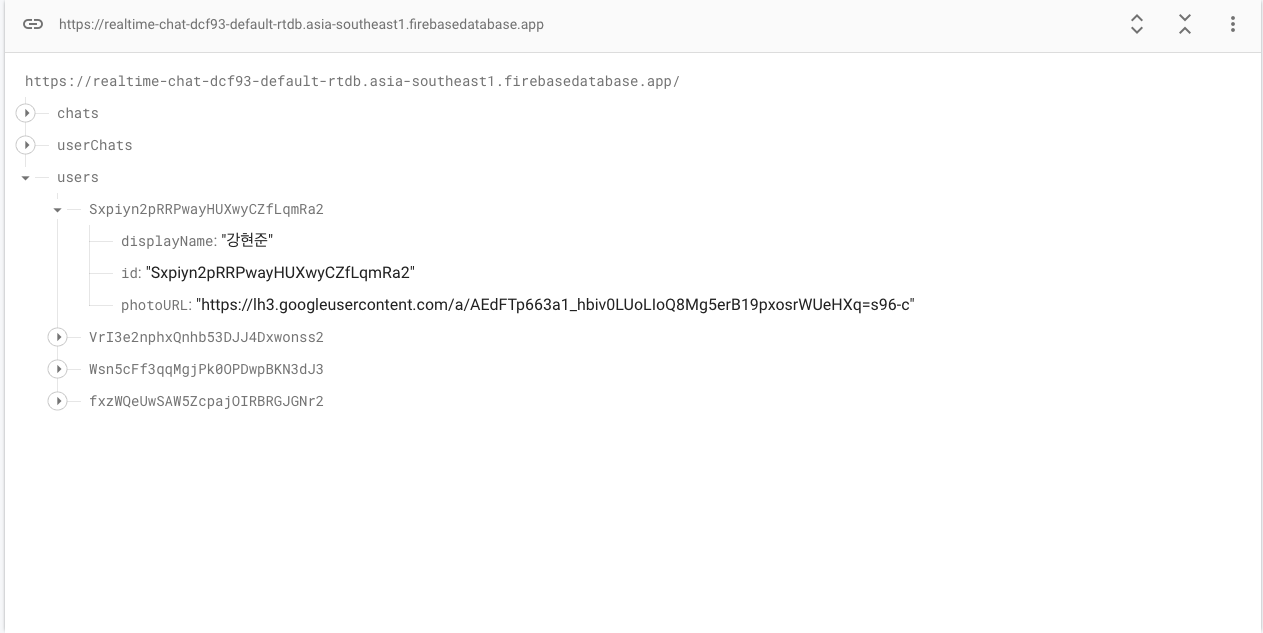 https://realtime-chat-dcf93-default-rtdb.asia-southeast1.firebasedatabase.app
https://realtime-chat-dcf93-default-rtdb.asia-southeast1.firebasedatabase.app/
chats
userChats
users
Sxpiyn2pRRPwayHUXwyCZfLqmRa2
displayName: "강현준"
id: "Sxpiyn2pRRPwayHUXwyCZfLqmRa2"
photoURL: "https://lh3.googleusercontent.com/a/AEdFTp663a1_hbiv0LUoLIoQ8Mg5erB19pxosrWUeHXq=s96-c"
VrI3e2nphxQnhb53DJJ4Dxwonss2
Wsn5cFf3qqMgjPk0OPDwpBKN3dJ3
fxzWQeUwSAW5ZcpajOIRBRGJGNr2